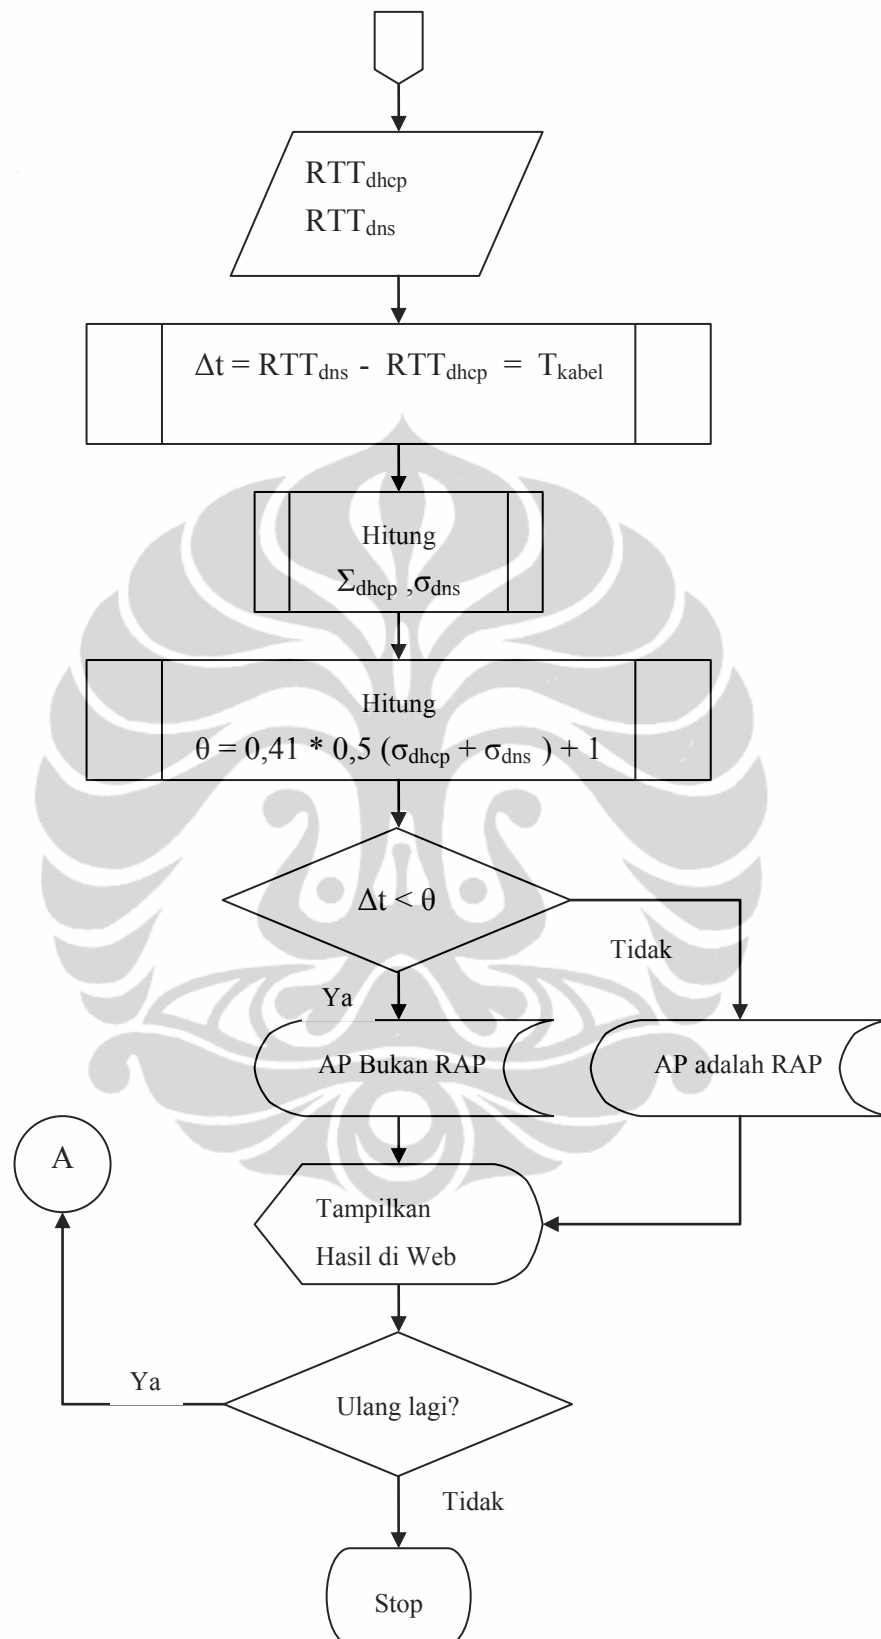 RTTdhcp
RTTdns
Δt = RTTdns - RTTdhcp = Tkabel
Hitung
Σdhcp ,σdns
Hitung
θ = 0,41 * 0,5 (σdhcp + σdns ) + 1
Δt < θ
Tidak
Ya
AP Bukan RAP
AP adalah RAP
A
Tampilkan
Hasil di Web
Ya
Ulang lagi?
Tidak
Stop